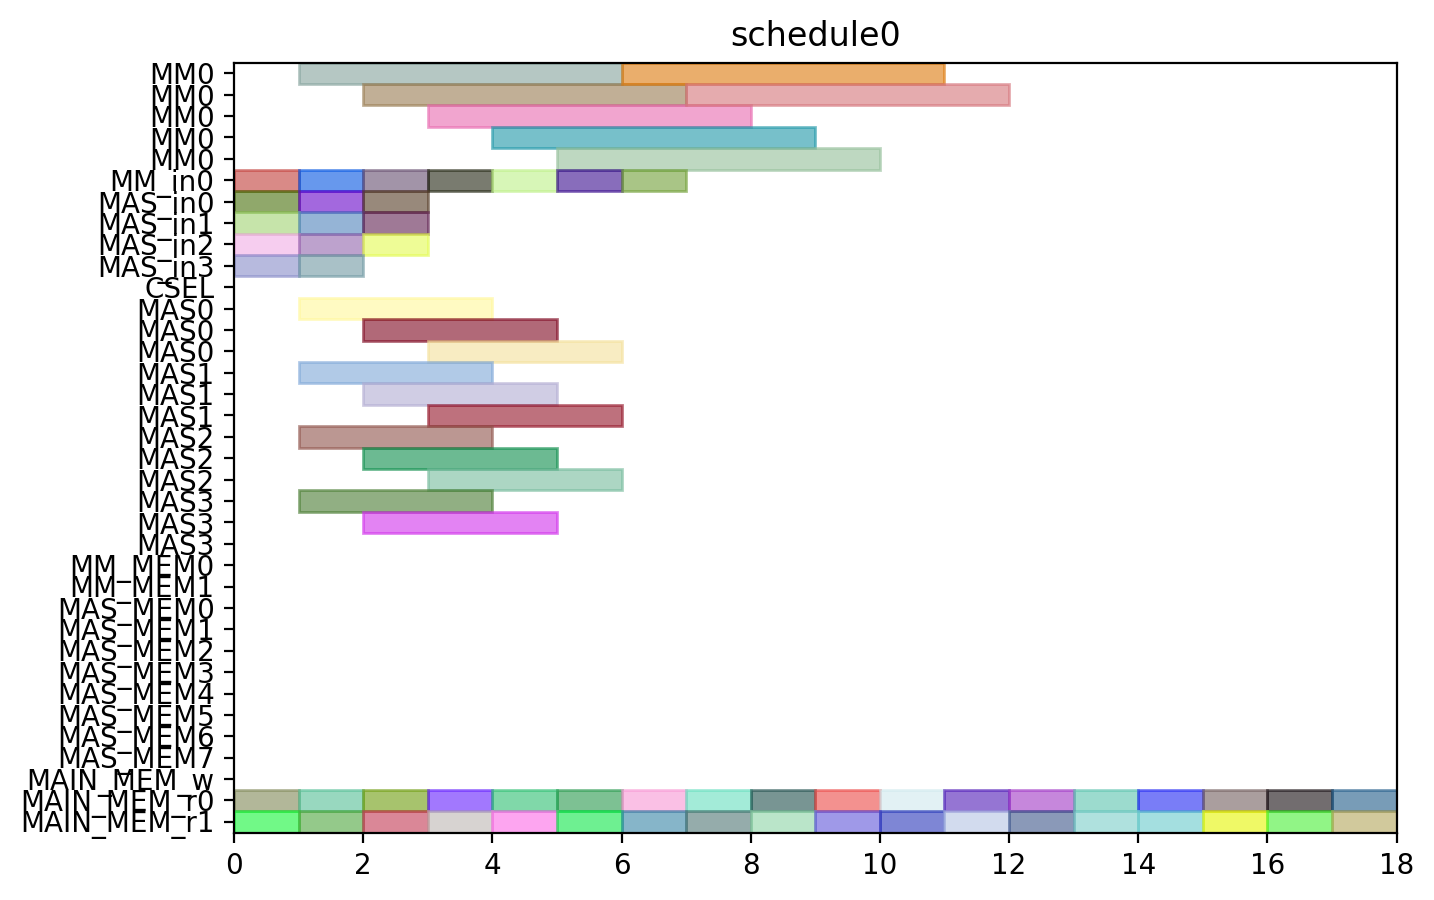 schedule0
MM0
MM0
MM0
MM0
MM0
MM_in0
MAS_in0
MAS_in1
MAS_in2
MAS_in3
CSEL
MAS0
MAS0
MAS0
MAS1
MAS1
MAS1
MAS2
MAS2
MAS2
MAS3
MAS3
MAS3
MM_MEM0
MM_MEM1
MAS_MEM0
MAS_MEM1
MAS_MEM2
MAS_MEM3
MAS_MEM4
MAS_MEM5
MAS_MEM6
MAS_MEM7
MAIN_MEM_w
MAIN_MEM_r0
MAIN_MEM_r1
0 2 4 6 8 10 12 14 16 18